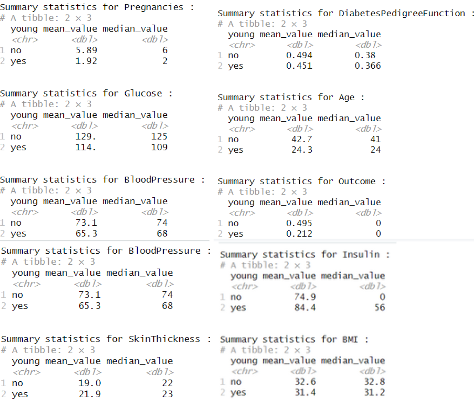 Summary statistics for Pregnancies :
# A tibble: 2 × 3
young mean_value median_value
<chr> <dbl> <dbl>
1 no 5.89 6
2 yes 1.92 2
Summary statistics for Glucose :
# A tibble: 2 × 3
young mean_value median_value
<chr> <dbl> <dbl>
1 no 129. 125
2 yes 114. 109
Summary statistics for BloodPressure :
# A tibble: 2 × 3
young mean_value median_value
<chr> <dbl> <dbl>
1 no 73.1 74
2 yes 65.3 68
Summary statistics for BloodPressure :
# A tibble: 2 × 3
young mean_value median_value
<chr> <dbl> <dbl>
1 no 73.1 74
2 yes 65.3 68
Summary statistics for SkinThickness :
# A tibble: 2 × 3
young mean_value median_value
<chr> <dbl> <dbl>
1 no 19.0 22
2 yes 21.9 23
Summary statistics for DiabetesPedigreeFunction :
# A tibble: 2 × 3
young mean_value median_value
<chr> <dbl> <dbl>
1 no 0.494 0.38
2 yes 0.451 0.366
Summary statistics for Age :
# A tibble: 2 × 3
young mean_value median_value
<chr> <dbl> <dbl>
1 no 42.7 41
2 yes 24.3 24
Summary statistics for Outcome :
# A tibble: 2 × 3
young mean_value median_value
<chr> <dbl> <dbl>
1 no 0.495 0
2 yes 0.212 0
Summary statistics for Insulin :
# A tibble: 2 × 3
young mean_value median_value
<chr> <dbl> <dbl>
1 no 74.9 0
2 yes 84.4 56
Summary statistics for BMI :
# A tibble: 2 × 3
young mean_value median_value
<chr> <dbl> <dbl>
1 no 32.6 32.8
2 yes 31.4 31.2